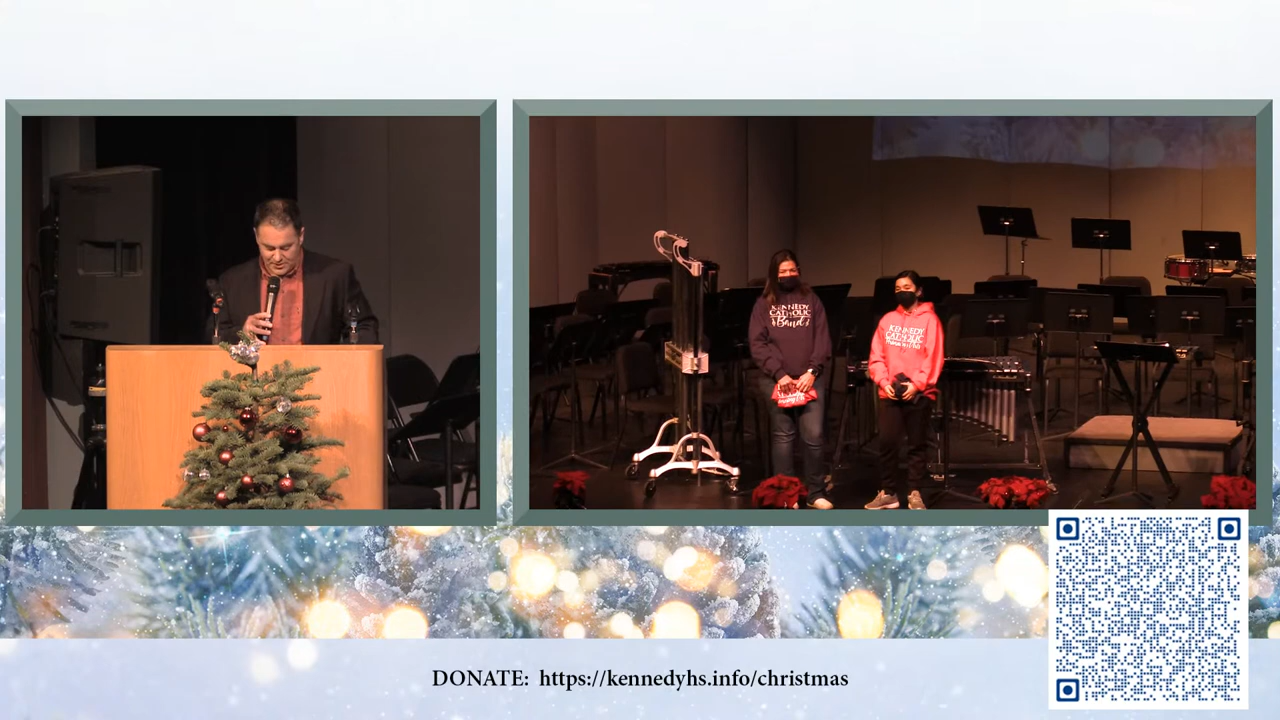 KENNEDY
CATHOLIC
Band
KENNEDY
CATHOLIC
DONATE: https://kennedyhs.info/christmas